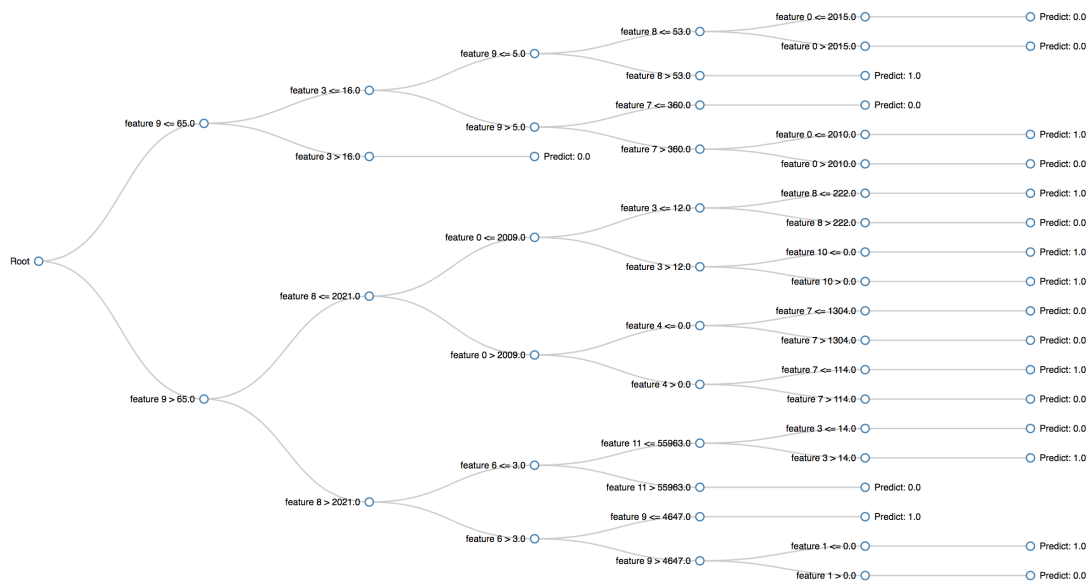 feature 0 <= 2015.0 Predict: 0.0
feature 8 <= 53.0
feature 0 > 2015.0 Predict: 0.0
feature 9 <= 5.0
feature 8 > 53.0 Predict: 1.0
feature 3 <= 16.0
feature 7 <= 360.0 Predict: 0.0
feature 9 <= 65.0
feature 9 > 5.0
feature 0 <= 2010.0 Predict: 1.0
feature 7 > 360.0
feature 3 > 16.0 Predict: 0.0
feature 0 > 2010.0 Predict: 0.0
feature 8 <= 222.0 Predict: 1.0
feature 3 <= 12.0
feature 8 > 222.0 Predict: 0.0
feature 0 <= 2009.0
feature 10 <= 0.0 Predict: 1.0
Root
feature 3 > 12.0
feature 10 > 0.0 Predict: 1.0
feature 8 <= 2021.0
feature 7 <= 1304.0 Predict: 0.0
feature 4 <= 0.0
feature 7 > 1304.0 Predict: 0.0
feature 0 > 2009.0
feature 7 <= 114.0 Predict: 1.0
feature 4 > 0.0
feature 9 > 65.0
feature 7 > 114.0 Predict: 0.0
feature 3 <= 14.0 Predict: 0.0
feature 11 <= 55963.0
feature 3 > 14.0 Predict: 1.0
feature 6 <= 3.0
feature 11 > 55963.0 Predict: 0.0
feature 8 > 2021.0
feature 9 <= 4647.0 Predict: 1.0
feature 6 > 3.0
feature 1 <= 0.0 Predict: 1.0
feature 9 > 4647.0
feature 1 > 0.0 Predict: 0.0